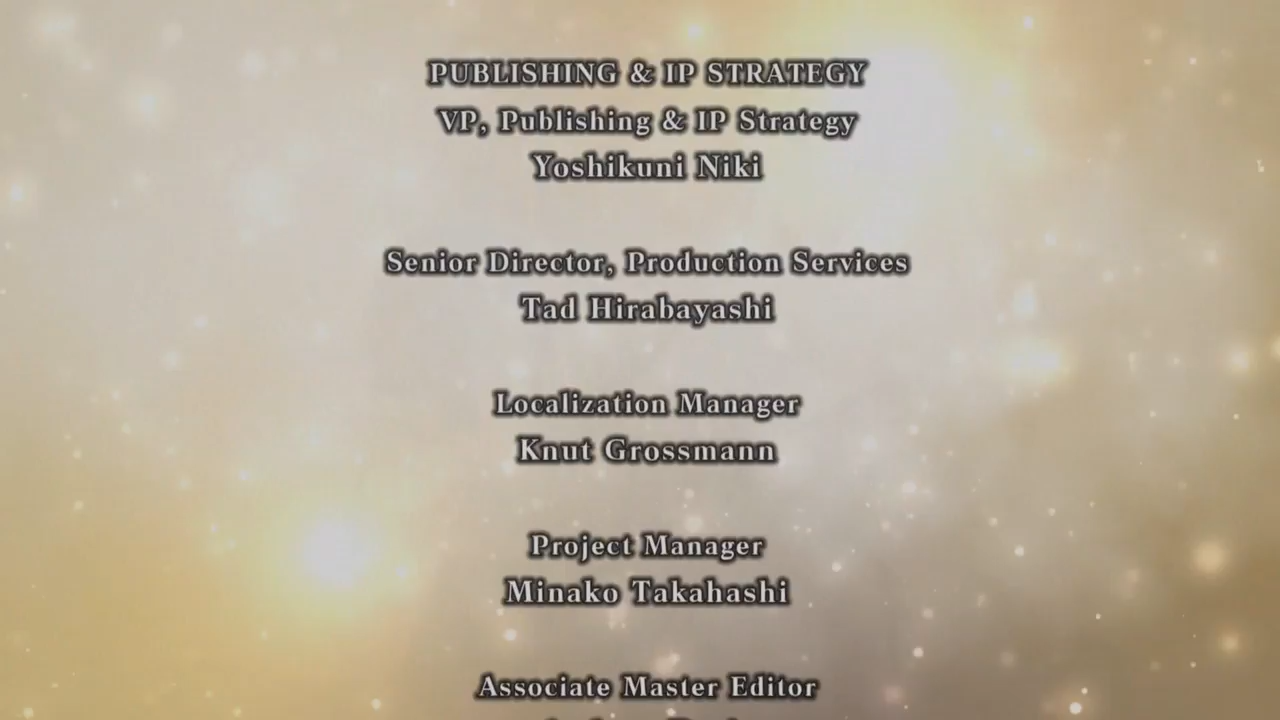 PUBLISHING & IP STRATEGY
VP, Publishing & IP Strategy
Yoshikuni Niki
Senior Director, Production Services
Tad Hirabayashi
Localization Manager
Knut Grossmann
Project Manager
Minako Takahashi
Associate Master Editor